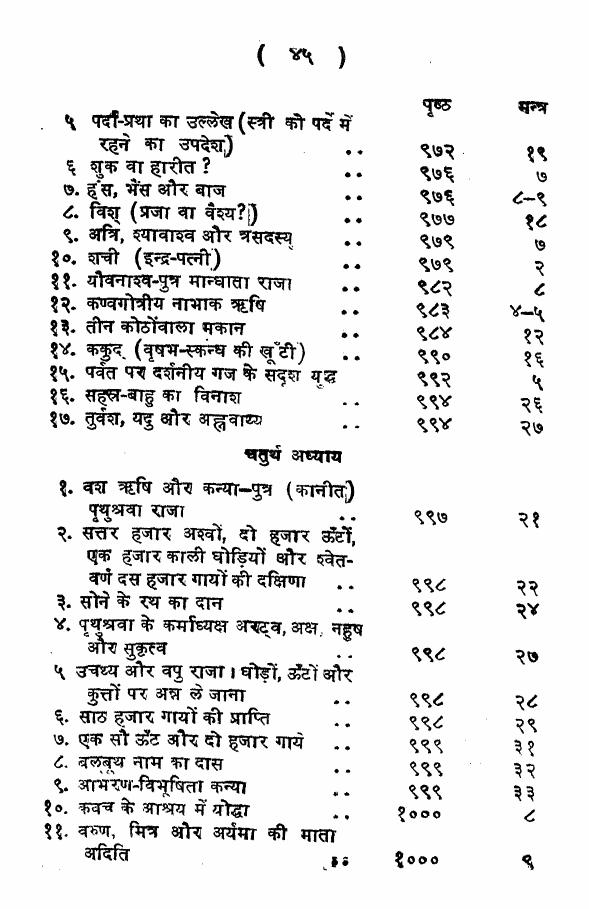 ( ४५ )
पृष्ठ मन्त्र
५ पर्दा-प्रथा का उल्लेख (स्त्री को पर्दे में
रहने का उपदेश) .. ९७२ १९
६ शुक वा हारीत ? .. ९७६ ७
७. हंस, भैंस और बाज .. ९७६ ८-९
८. विश् (प्रजा वा वैश्य?) .. ९७७ १८
९. अत्रि, श्यावाश्व और त्रसदस्यु .. ९७९ ७
१०. शची (इन्द्र-पत्नी) .. ९७९ २
११. यौवनाश्व-पुत्र मान्धाता राजा .. ९८२ ८
१२. कण्वगोत्रीय नाभाक ऋषि .. ९८३ ४-५
१३. तीन कोठोंवाला मकान .. ९८४ १२
१४. ककुद् (वृषभ-स्कन्ध की खूँटी) .. ९९० १६
१५. पर्वत पर दर्शनीय गज के सदृश युद्ध ९९२ ५
१६. सहस्र-बाहु का विनाश .. ९९४ २६
१७. तुर्वश, यदु और अह्नवाय्य .. ९९४ २७
चतुर्थ अध्याय
१. वश ऋषि और कन्या-पुत्र (कानीत)
पृथुश्रवा राजा .. ९९७ २१
२. सत्तर हजार अश्वों, दो हजार ऊँटों,
एक हजार काली घोड़ियों और श्वेत-
वर्ण दस हजार गायों की दक्षिणा .. ९९८ २२
३. सोने के रथ का दान .. ९९८ २४
४. पृथुश्रवा के कर्माध्यक्ष अरट्व, अक्ष, नहुष
और सुकृत्व .. ९९८ २७
५ उचथ्य और वपु राजा। घोड़ों, ऊँटों और
कुत्तों पर अन्न ले जाना .. ९९८ २८
६. साठ हजार गायों की प्राप्ति .. ९९८ २९
७. एक सौ ऊँट और दो हजार गायें .. ९९९ ३१
८. बलबूथ नाम का दास .. ९९९ ३२
९. आभरण-विभूषिता कन्या .. ९९९ ३३
१०. कवच के आश्रय में योद्धा .. १००० ८
११. वरुण, मित्र और अर्यमा की माता
अदिति .. १००० ९